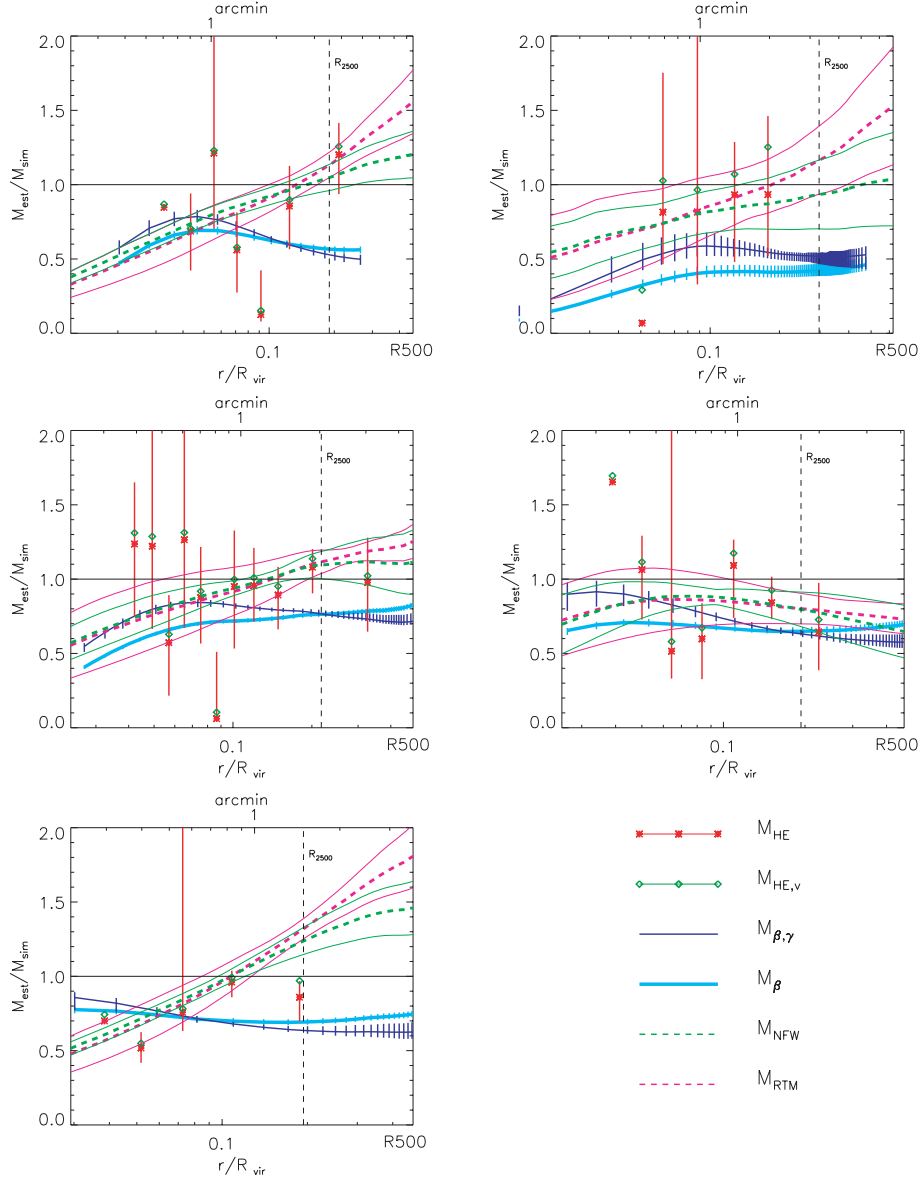 arcmin
1
arcmin
1
2.0
1.5
1.0
0.5
0.0
M_est/M_sim
R_2500
0.1
R500
r/R_vir
2.0
1.5
1.0
0.5
0.0
M_est/M_sim
R_2500
0.1
R500
r/R_vir
arcmin
1
arcmin
1
2.0
1.5
1.0
0.5
0.0
M_est/M_sim
R_2500
0.1
R500
r/R_vir
2.0
1.5
1.0
0.5
0.0
M_est/M_sim
R_2500
0.1
R500
r/R_vir
arcmin
1
2.0
1.5
1.0
0.5
0.0
M_est/M_sim
R_2500
0.1
R500
r/R_vir
M_HE
M_HE,v
M_β,γ
M_β
M_NFW
M_RTM